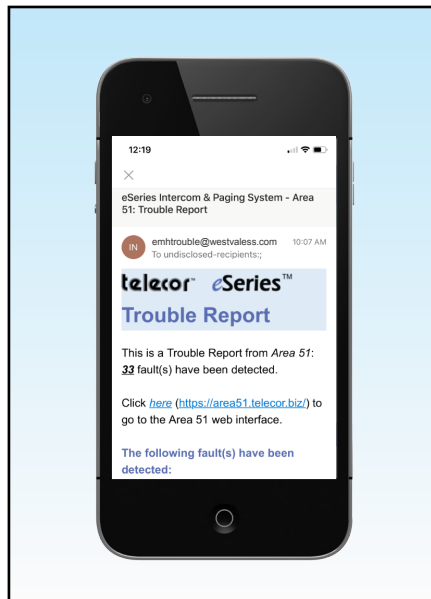 12:19
eSeries Intercom & Paging System - Area
51: Trouble Report
IN
emhtrouble@westvaless.com
10:07 AM
To undisclosed-recipients:;
telecor™ eSeries™
Trouble Report
This is a Trouble Report from Area 51:
33 fault(s) have been detected.
Click here (https://area51.telecor.biz/) to
go to the Area 51 web interface.
The following fault(s) have been
detected: